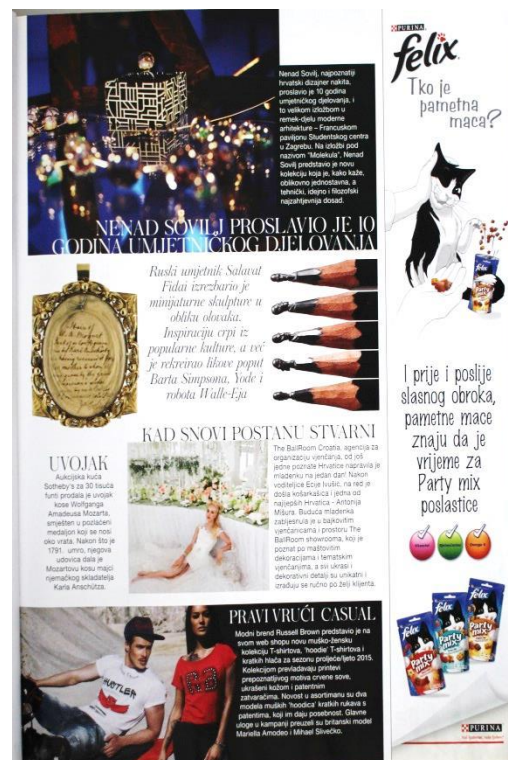 Nenad Sovilj, najpoznatiji
hrvatski dizajner nakita,
proslavio je 10 godina
umjetničkog djelovanja, i
to velikom izložbom u
remek-djelu moderne
arhitekture – Francuskom
paviljonu Studentskog centra
u Zagrebu. Na izložbi pod
nazivom "Molekula", Nenad
Sovilj predstavio je novu
kolekciju koja je, kako kaže,
oblikovno jednostavna, a
tehnički, idejno i filozofski
najzahtjevnija dosad.
NENAD SOVILJ PROSLAVIO JE 10
GODINA UMJETNIČKOG DJELOVANJA
Ruski umjetnik Salavat
Fidai izrezbario je
minijaturne skulpture u
obliku olovaka.
Inspiraciju crpi iz
popularne kulture, a već
je rekreirao likove poput
Barta Simpsona, Yode i
robota Walle-Eja
KAD SNOVI POSTANU STVARNI
UVOJAK
Aukcijska kuća
Sotheby's za 30 tisuća
funti prodala je uvojak
kose Wolfganga
Amadeusa Mozarta,
smješten u pozlaćeni
medaljon koji se nosi
oko vrata. Nakon što je
1791. umro, njegova
udovica dala je
Mozartovu kosu majci
njemačkog skladatelja
Karla Anschütza.
The BallRoom Croatia, agencija za
organizaciju vjenčanja, od još
jedne poznate Hrvatice napravila je
mladenku na jedan dan! Nakon
voditeljice Ecije Ivušić, na red je
došla košarkašica i jedna od
najljepših Hrvatica - Antonija
Mišura. Buduća mladenka
zabljesnula je u bajkovitim
vjenčanicama i prostoru The
BallRoom showrooma, koji je
poznat po maštovitim
dekoracijama i tematskim
vjenčanjima, a svi ukrasi i
dekorativni detalji su unikatni i
izrađuju se ručno po želji klijenta.
PRAVI VRUĆI CASUAL
Modni brend Russell Brown predstavio je na
svom web shopu novu muško-žensku
kolekciju T-shirtova, 'hoodie' T-shirtova i
kratkih hlača za sezonu proljeće/ljeto 2015.
Kolekcijom prevladavaju printevi
prepoznatljivog motiva crvene sove,
ukrašeni kožom i patentnim
zatvaračima. Novost u asortimanu su dva
modela muških 'hoodica' kratkih rukava s
patentima, koji im daju posebnost. Glavne
uloge u kampanji preuzeli su britanski model
Mariella Amodeo i Mihael Slivečko.
HUSTLER
PURINA
felix
Tko je
pametna
maca?
felix
Party
mix
I prije i poslije
slasnog obroka,
pametne mace
znaju da je
vrijeme za
Party mix
poslastice
felix
Party
mix
felix
Party
mix
felix
Party
mix
PURINA